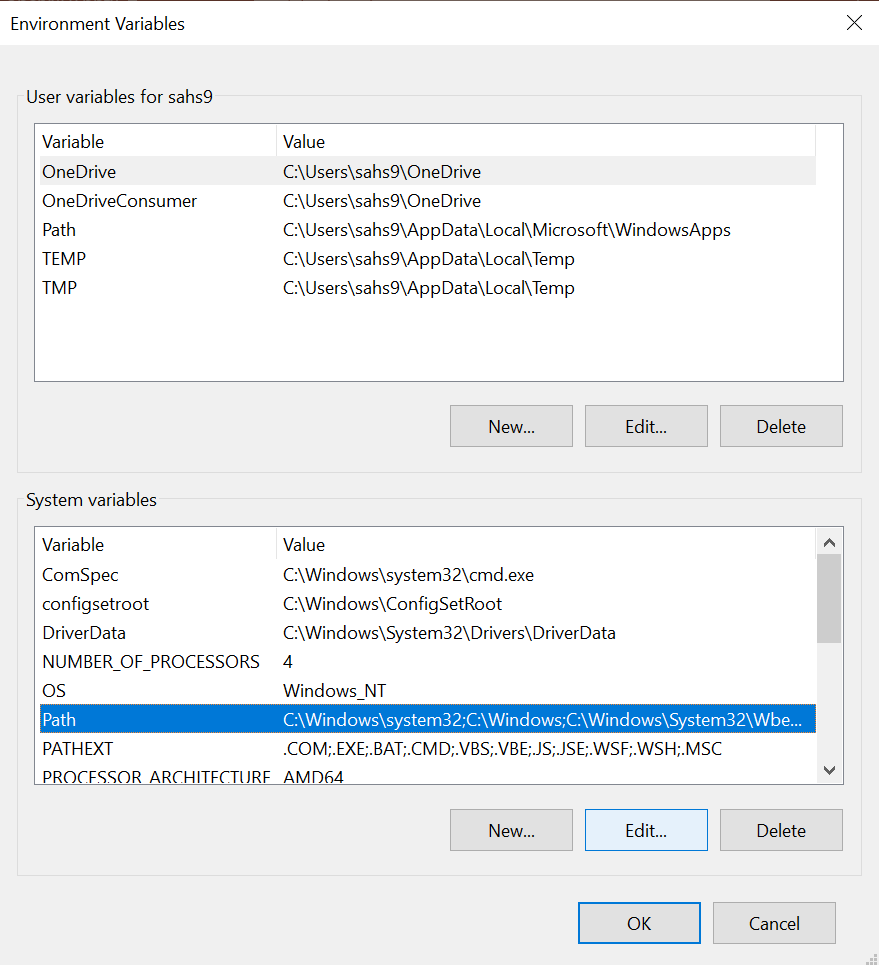 Environment Variables
User variables for sahs9
Variable Value
OneDrive C:\Users\sahs9\OneDrive
OneDriveConsumer C:\Users\sahs9\OneDrive
Path C:\Users\sahs9\AppData\Local\Microsoft\WindowsApps
TEMP C:\Users\sahs9\AppData\Local\Temp
TMP C:\Users\sahs9\AppData\Local\Temp
New... Edit... Delete
System variables
Variable Value
ComSpec C:\Windows\system32\cmd.exe
configsetroot C:\Windows\ConfigSetRoot
DriverData C:\Windows\System32\Drivers\DriverData
NUMBER_OF_PROCESSORS 4
OS Windows_NT
Path C:\Windows\system32;C:\Windows;C:\Windows\System32\Wbe...
PATHEXT .COM;.EXE;.BAT;.CMD;.VBS;.VBE;.JS;.JSE;.WSF;.WSH;.MSC
PROCESSOR_ARCHITECTURE AMD64
New... Edit... Delete
OK Cancel